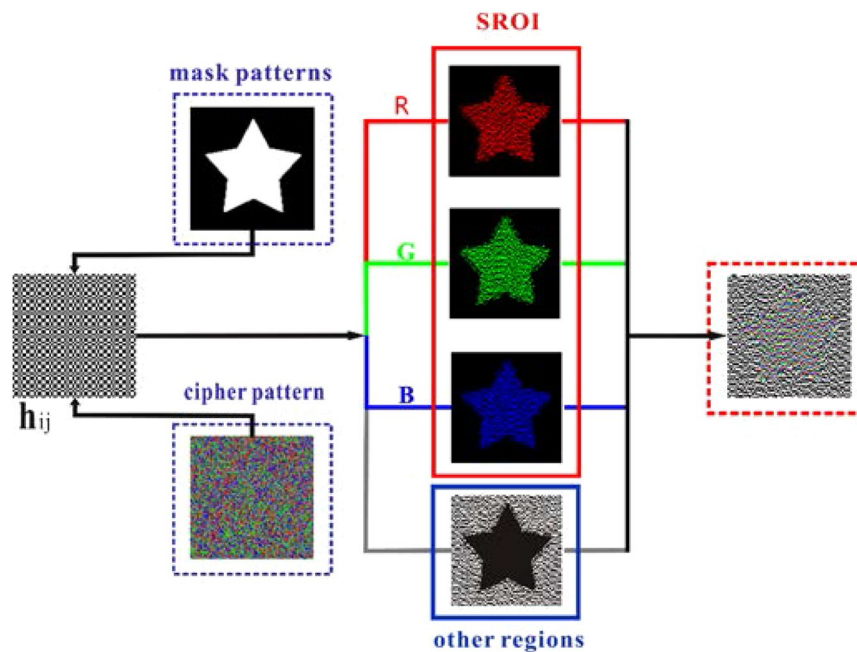 SROI
mask patterns
R
G
cipher pattern
h ij
B
other regions